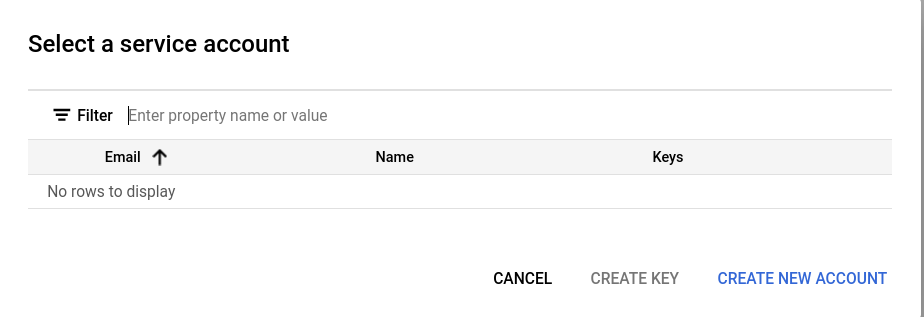 Select a service account
Filter Enter property name or value
Email Name Keys
No rows to display
CANCEL CREATE KEY CREATE NEW ACCOUNT